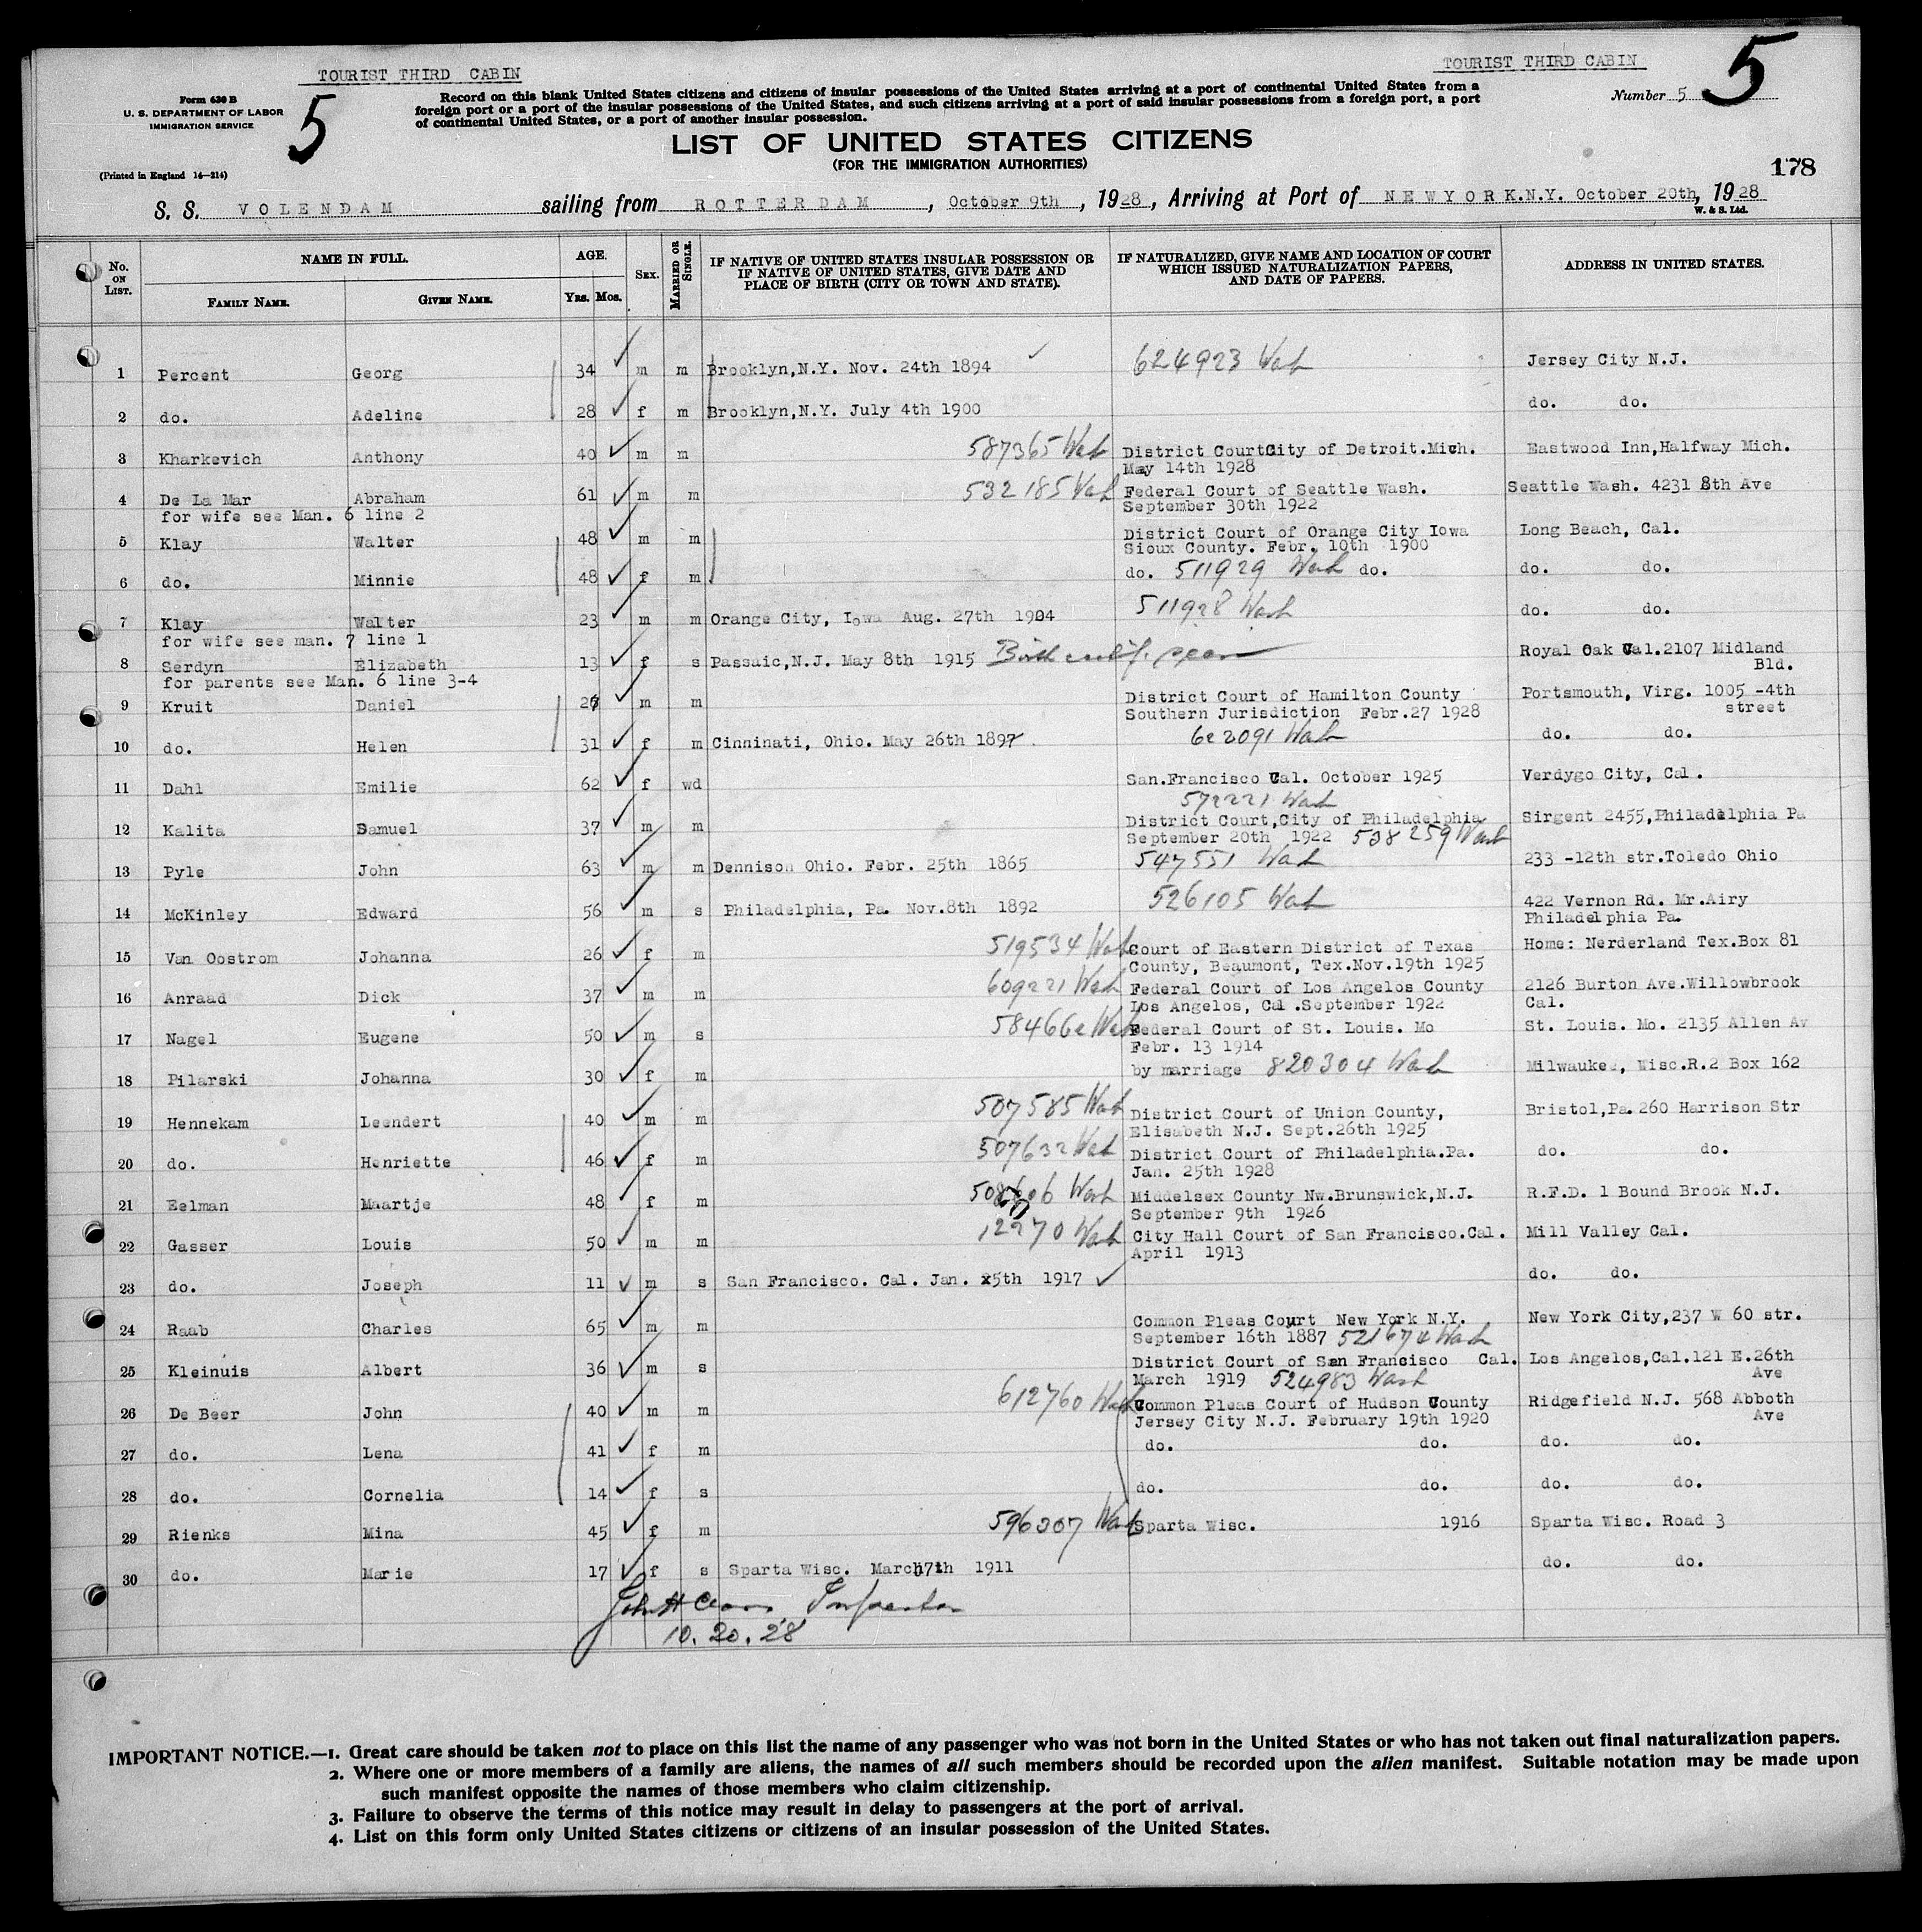 TOURIST THIRD CABIN
TOURIST THIRD CABIN
5
5
Form 630 B
U. S. DEPARTMENT OF LABOR
IMMIGRATION SERVICE
(Printed in England 14—214)
Record on this blank United States citizens and citizens of insular possessions of the United States arriving at a port of continental United States from a
foreign port or a port of the insular possessions of the United States, and such citizens arriving at a port of said insular possessions from a foreign port, a port
of continental United States, or a port of another insular possession.
Number 5
LIST OF UNITED STATES CITIZENS
(FOR THE IMMIGRATION AUTHORITIES)
178
S. S. VOLENDAM sailing from ROTTERDAM, October 9th, 1928, Arriving at Port of NEWYORK.N.Y. October 20th, 1928
W. & S. Ltd.
No. ON LIST. NAME IN FULL. AGE. SEX. MARRIED OR SINGLE. IF NATIVE OF UNITED STATES INSULAR POSSESSION OR IF NATIVE OF UNITED STATES, GIVE DATE AND PLACE OF BIRTH (CITY OR TOWN AND STATE). IF NATURALIZED, GIVE NAME AND LOCATION OF COURT WHICH ISSUED NATURALIZATION PAPERS, AND DATE OF PAPERS. ADDRESS IN UNITED STATES.
FAMILY NAME. GIVEN NAME. YRS. MOS.
1 Percent Georg 34 m m Brooklyn,N.Y. Nov. 24th 1894 624923 Wash Jersey City N.J.
2 do. Adeline 28 f m Brooklyn,N.Y. July 4th 1900 do. do.
3 Kharkevich Anthony 40 m m 587365 Wash District Court City of Detroit.Mich. Eastwood Inn,Halfway Mich.
May 14th 1928
4 De La Mar Abraham 61 m m 532185 Wash Federal Court of Seattle Wash. Seattle Wash. 4231 8th Ave
for wife see Man. 6 line 2 September 30th 1922
5 Klay Walter 48 m m District Court of Orange City Iowa Long Beach, Cal.
Sioux County. Febr. 10th 1900
6 do. Minnie 48 f m do. 511929 Wash do. do. do.
7 Klay Walter 23 m m Orange City, Iowa Aug. 27th 1904 511928 Wash do. do.
for wife see man. 7 line 1
8 Serdyn Elizabeth 13 f s Passaic,N.J. May 8th 1915 Birth certif. seen Royal Oak Cal.2107 Midland
for parents see Man. 6 line 3-4 Bld.
9 Kruit Daniel m m District Court of Hamilton County Portsmouth, Virg. 1005 -4th
Southern Jurisdiction Febr.27 1928 street
10 do. Helen 31 f m Cinninati, Ohio. May 26th 1897 622091 Wash do. do.
11 Dahl Emilie 62 f wd San.Francisco Cal. October 1925 Verdygo City, Cal.
572221 Wash
12 Kalita Samuel 37 m m District Court,City of Philadelphia Sirgent 2455,Philadelphia Pa
September 20th 1922 538259 Wash
13 Pyle John 63 m m Dennison Ohio. Febr. 25th 1865 547551 Wash 233 -12th str.Toledo Ohio
14 McKinley Edward 56 m s Philadelphia, Pa. Nov.8th 1892 526105 Wash 422 Vernon Rd. Mr.Airy
Philadelphia Pa.
15 Van Oostrom Johanna 26 f m 519534 Wash Court of Eastern District of Texas Home: Nerderland Tex.Box 81
County, Beaumont, Tex.Nov.19th 1925
16 Anraad Dick 37 m m 609221 Wash Federal Court of Los Angelos County 2126 Burton Ave.Willowbrook
Los Angelos, Cal .September 1922 Cal.
17 Nagel Eugene 50 m s 584662 Wash Federal Court of St. Louis. Mo St. Louis. Mo. 2135 Allen Av
Febr. 13 1914
18 Pilarski Johanna 30 f m by marriage 820304 Wash Milwaukee, Wisc.R.2 Box 162
19 Hennekam Leendert 40 m m 507585 Wash District Court of Union County, Bristol,Pa.260 Harrison Str
Elisabeth N.J. Sept.26th 1925
20 do. Henriette 46 f m 507632 Wash District Court of Philadelphia.Pa. do. do.
Jan. 25th 1928
21 Eelman Maartje 48 f m Wash Middelsex County Nw.Brunswick,N.J. R.F.D. 1 Bound Brook N.J.
September 9th 1926
22 Gasser Louis 50 m m 12270 Wash City Hall Court of San Francisco.Cal. Mill Valley Cal.
April 1913
23 do. Joseph 11 m s San Francisco. Cal. Jan. 25th 1917 do. do.
24 Raab Charles 65 m m Common Pleas Court New York N.Y. New York City,237 W 60 str.
September 16th 1887 521674 Wash
25 Kleinuis Albert 36 m s District Court of San Francisco Cal. Los Angelos,Cal.121 E.26th
March 1919 524983 Wash Ave
26 De Beer John 40 m m 612760 Wash Common Pleas Court of Hudson County Ridgefield N.J. 568 Abboth
Jersey City N.J. February 19th 1920 Ave
27 do. Lena 41 f m do. do. do. do.
28 do. Cornelia 14 f s do. do. do. do.
29 Rienks Mina 45 f m 596307 Wash Sparta Wisc. 1916 Sparta Wisc. Road 3
30 do. Marie 17 f s Sparta Wisc. March 17th 1911 do. do.
John H Inspector
10. 20. 28
IMPORTANT NOTICE.—1. Great care should be taken not to place on this list the name of any passenger who was not born in the United States or who has not taken out final naturalization papers.
2. Where one or more members of a family are aliens, the names of all such members should be recorded upon the alien manifest. Suitable notation may be made upon
such manifest opposite the names of those members who claim citizenship.
3. Failure to observe the terms of this notice may result in delay to passengers at the port of arrival.
4. List on this form only United States citizens or citizens of an insular possession of the United States.